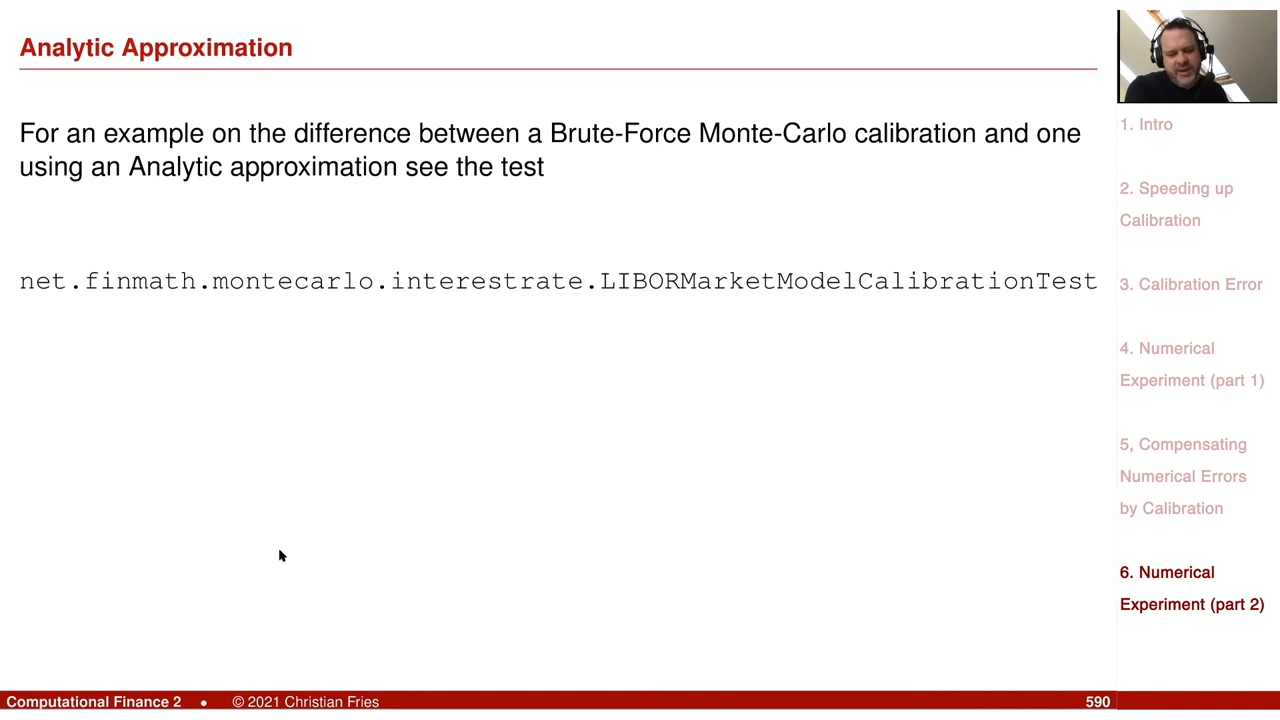 Analytic Approximation
For an example on the difference between a Brute-Force Monte-Carlo calibration and one
using an Analytic approximation see the test
net.finmath.montecarlo.interestrate.LIBORMarketModelCalibrationTest
1. Intro
2. Speeding up
Calibration
3. Calibration Error
4. Numerical
Experiment (part 1)
5, Compensating
Numerical Errors
by Calibration
6. Numerical
Experiment (part 2)
Computational Finance 2 • © 2021 Christian Fries 590